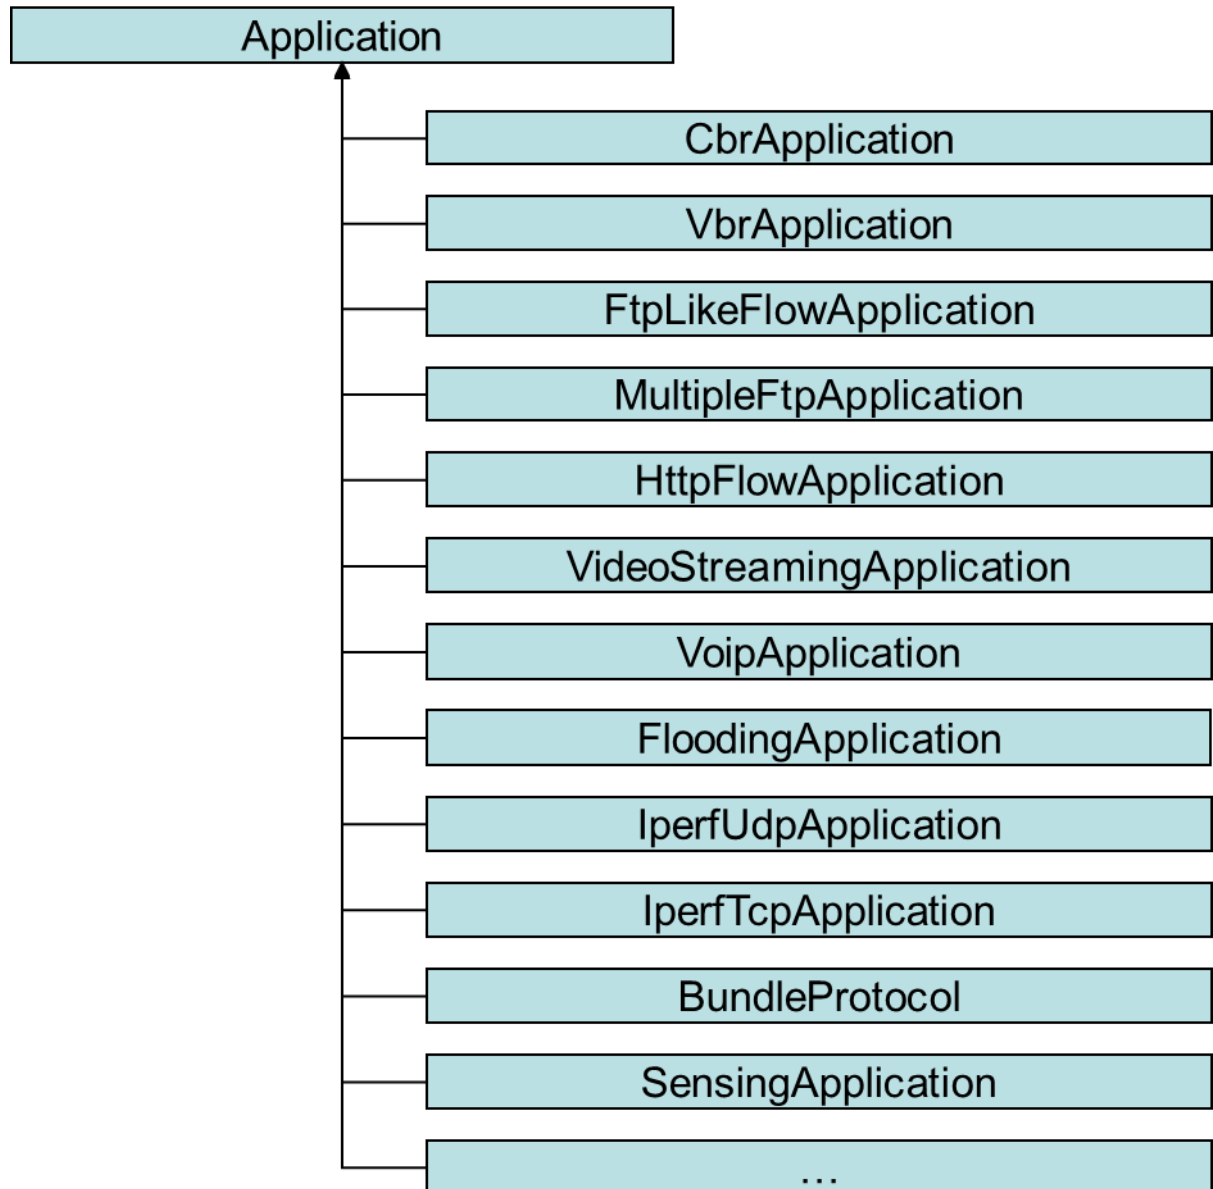 Application
CbrApplication
VbrApplication
FtpLikeFlowApplication
MultipleFtpApplication
HttpFlowApplication
VideoStreamingApplication
VoipApplication
FloodingApplication
IperfUdpApplication
IperfTcpApplication
BundleProtocol
SensingApplication
...